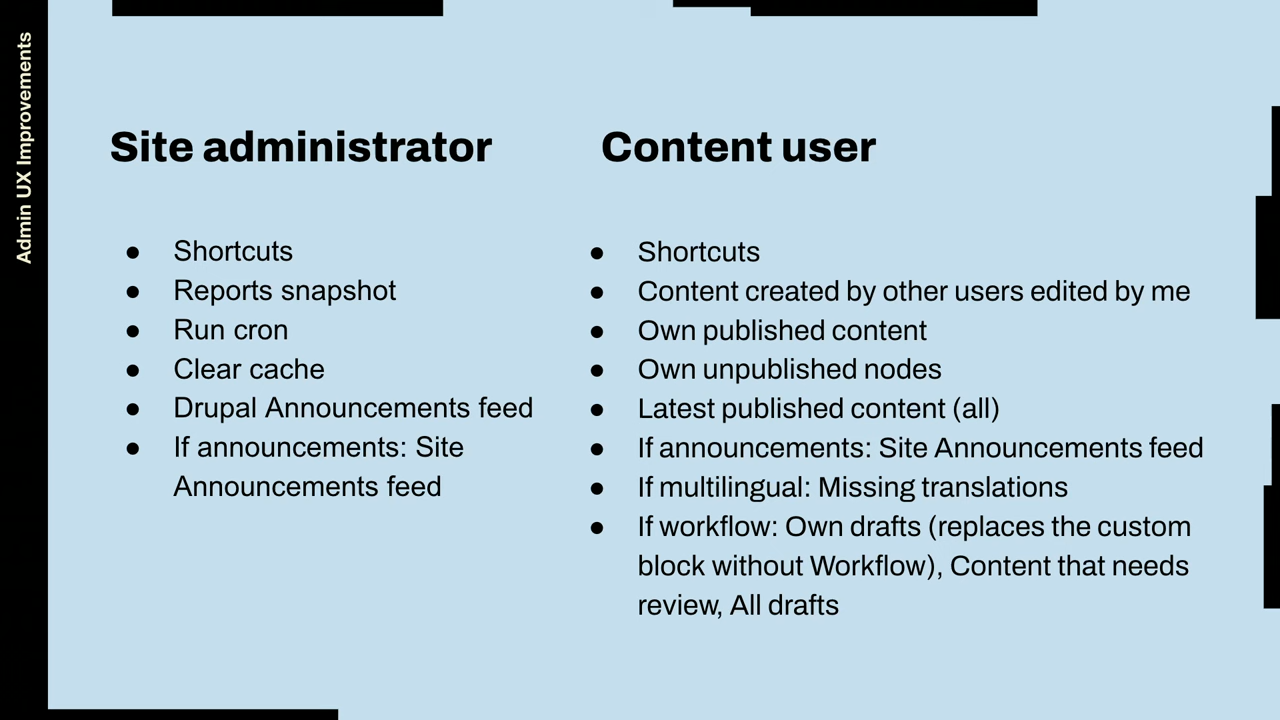 Admin UX Improvements
Site administrator
● Shortcuts
● Reports snapshot
● Run cron
● Clear cache
● Drupal Announcements feed
● If announcements: Site
Announcements feed
Content user
● Shortcuts
● Content created by other users edited by me
● Own published content
● Own unpublished nodes
● Latest published content (all)
● If announcements: Site Announcements feed
● If multilingual: Missing translations
● If workflow: Own drafts (replaces the custom
block without Workflow), Content that needs
review, All drafts